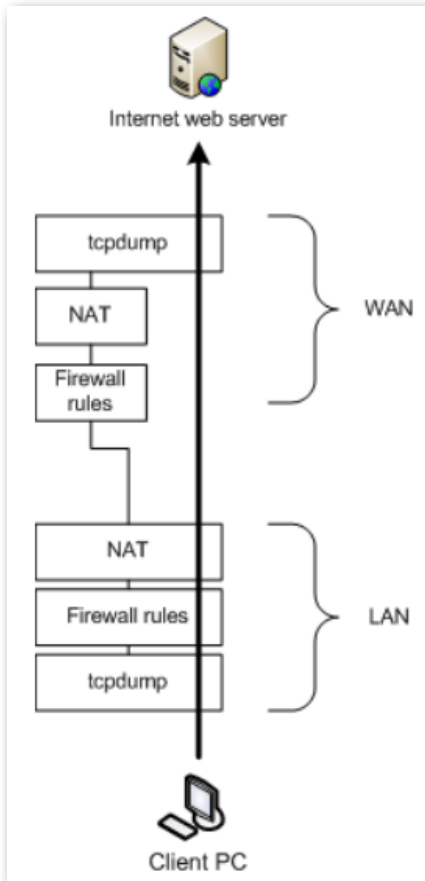 Internet web server
tcpdump
NAT
WAN
Firewall
rules
NAT
Firewall rules
LAN
tcpdump
Client PC